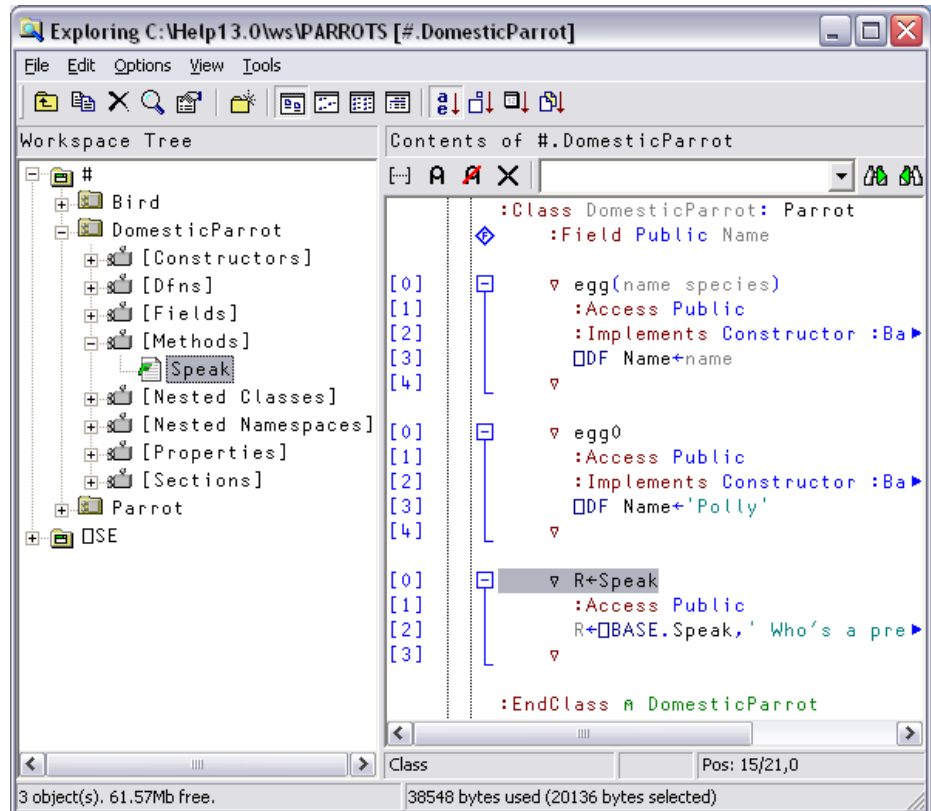 Exploring C:\Help13.0\ws\PARROTS [#.DomesticParrot]
File Edit Options View Tools
Workspace Tree
#
Bird
DomesticParrot
[Constructors]
[Dfns]
[Fields]
[Methods]
Speak
[Nested Classes]
[Nested Namespaces]
[Properties]
[Sections]
Parrot
⎕SE
Contents of #.DomesticParrot
:Class DomesticParrot: Parrot
:Field Public Name
[0] ∇ egg(name species)
[1] :Access Public
[2] :Implements Constructor :Ba
[3] ⎕DF Name←name
[4] ∇
[0] ∇ egg0
[1] :Access Public
[2] :Implements Constructor :Ba
[3] ⎕DF Name←'Polly'
[4] ∇
[0] ∇ R←Speak
[1] :Access Public
[2] R←⎕BASE.Speak,' Who's a pre
[3] ∇
:EndClass ⍝ DomesticParrot
Class Pos: 15/21,0
3 object(s). 61.57Mb free. 38548 bytes used (20136 bytes selected)